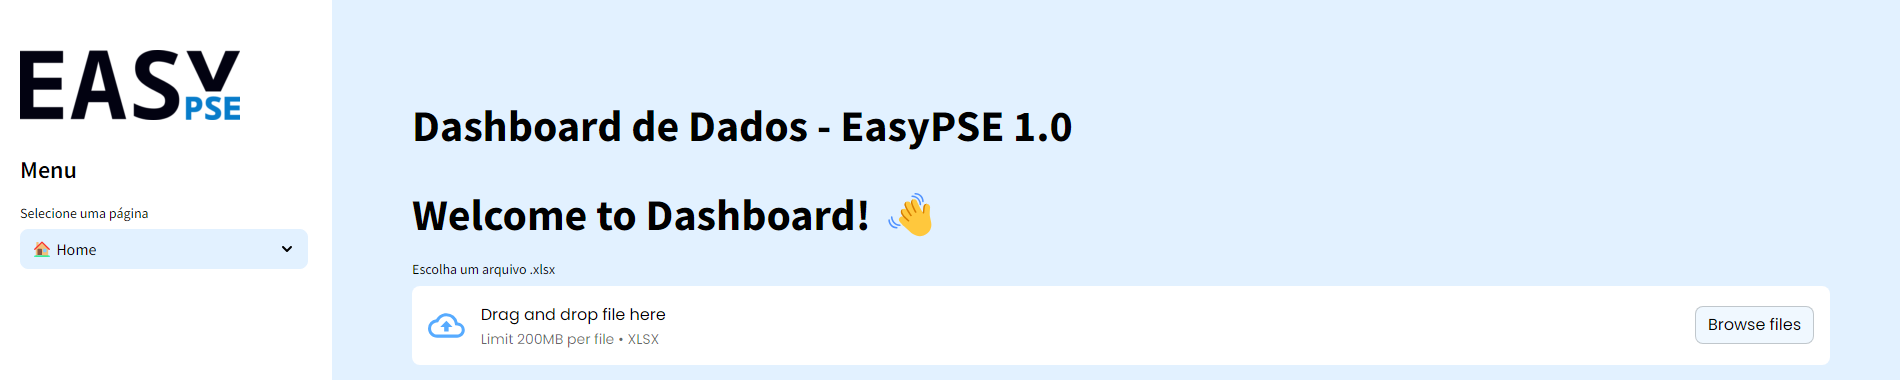 EASY
PSE
Menu
Selecione uma página
🏠 Home
Dashboard de Dados - EasyPSE 1.0
Welcome to Dashboard! 👋
Escolha um arquivo .xlsx
Drag and drop file here
Limit 200MB per file • XLSX
Browse files